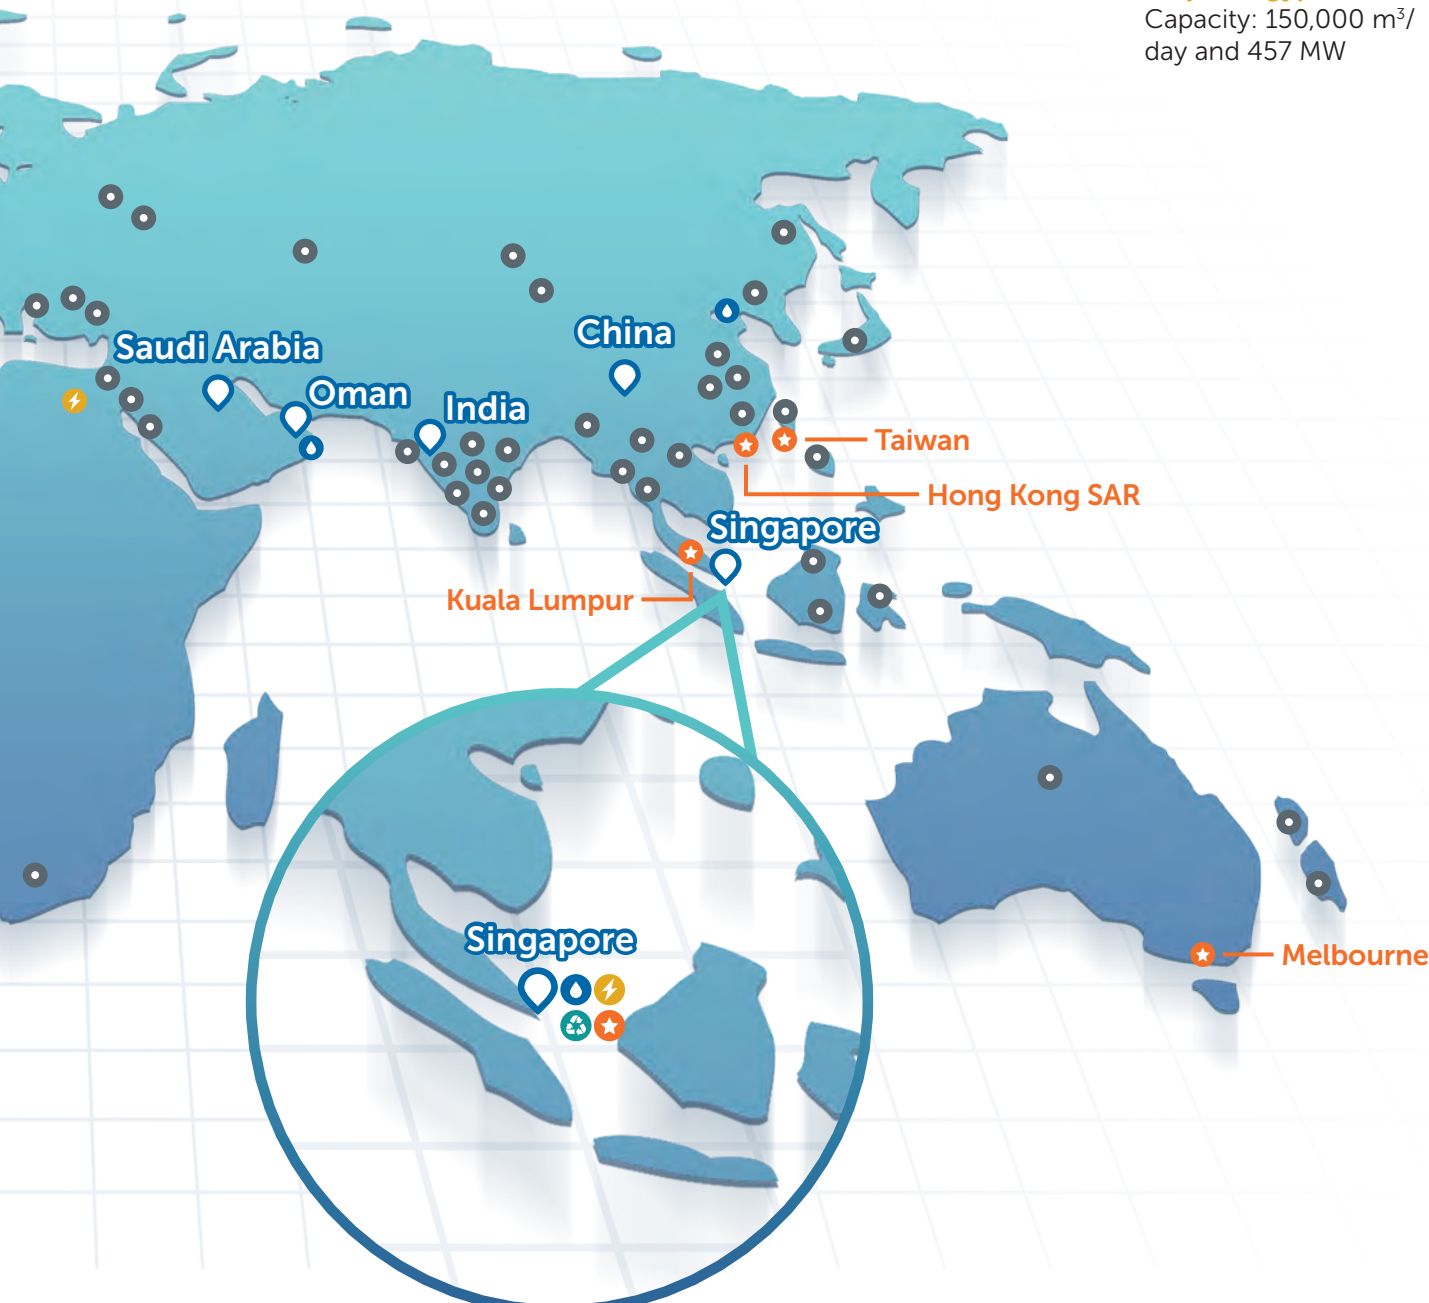 Capacity: 150,000 m³/
day and 457 MW
China
Saudi Arabia
Oman
India
Taiwan
Hong Kong SAR
Singapore
Kuala Lumpur
Singapore
Melbourne